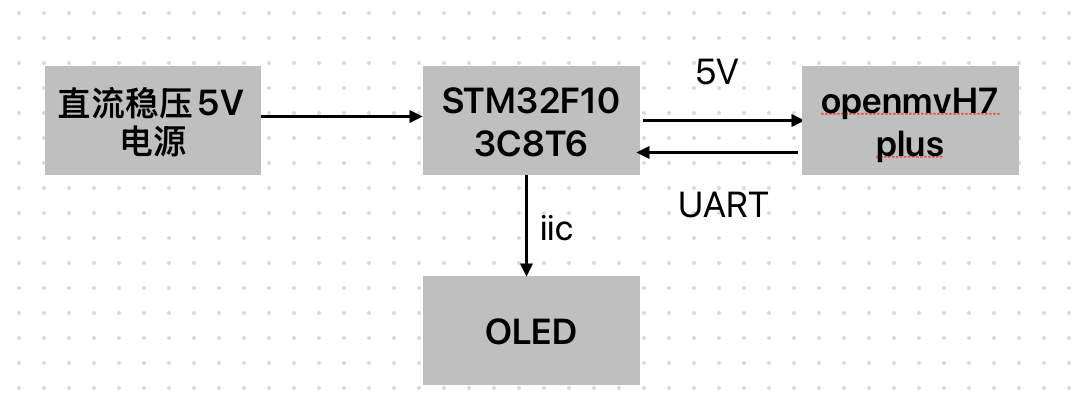 直流稳压5V
电源
STM32F10
3C8T6
5V
openmvH7
plus
UART
iic
OLED